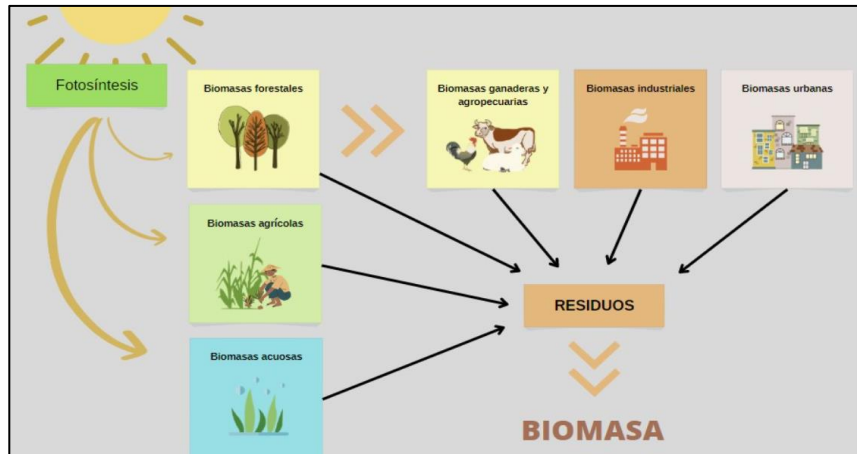 Fotosíntesis
Biomasas forestales
Biomasas ganaderas y
agropecuarias
Biomasas industriales
Biomasas urbanas
Biomasas agrícolas
RESIDUOS
Biomasas acuosas
BIOMASA